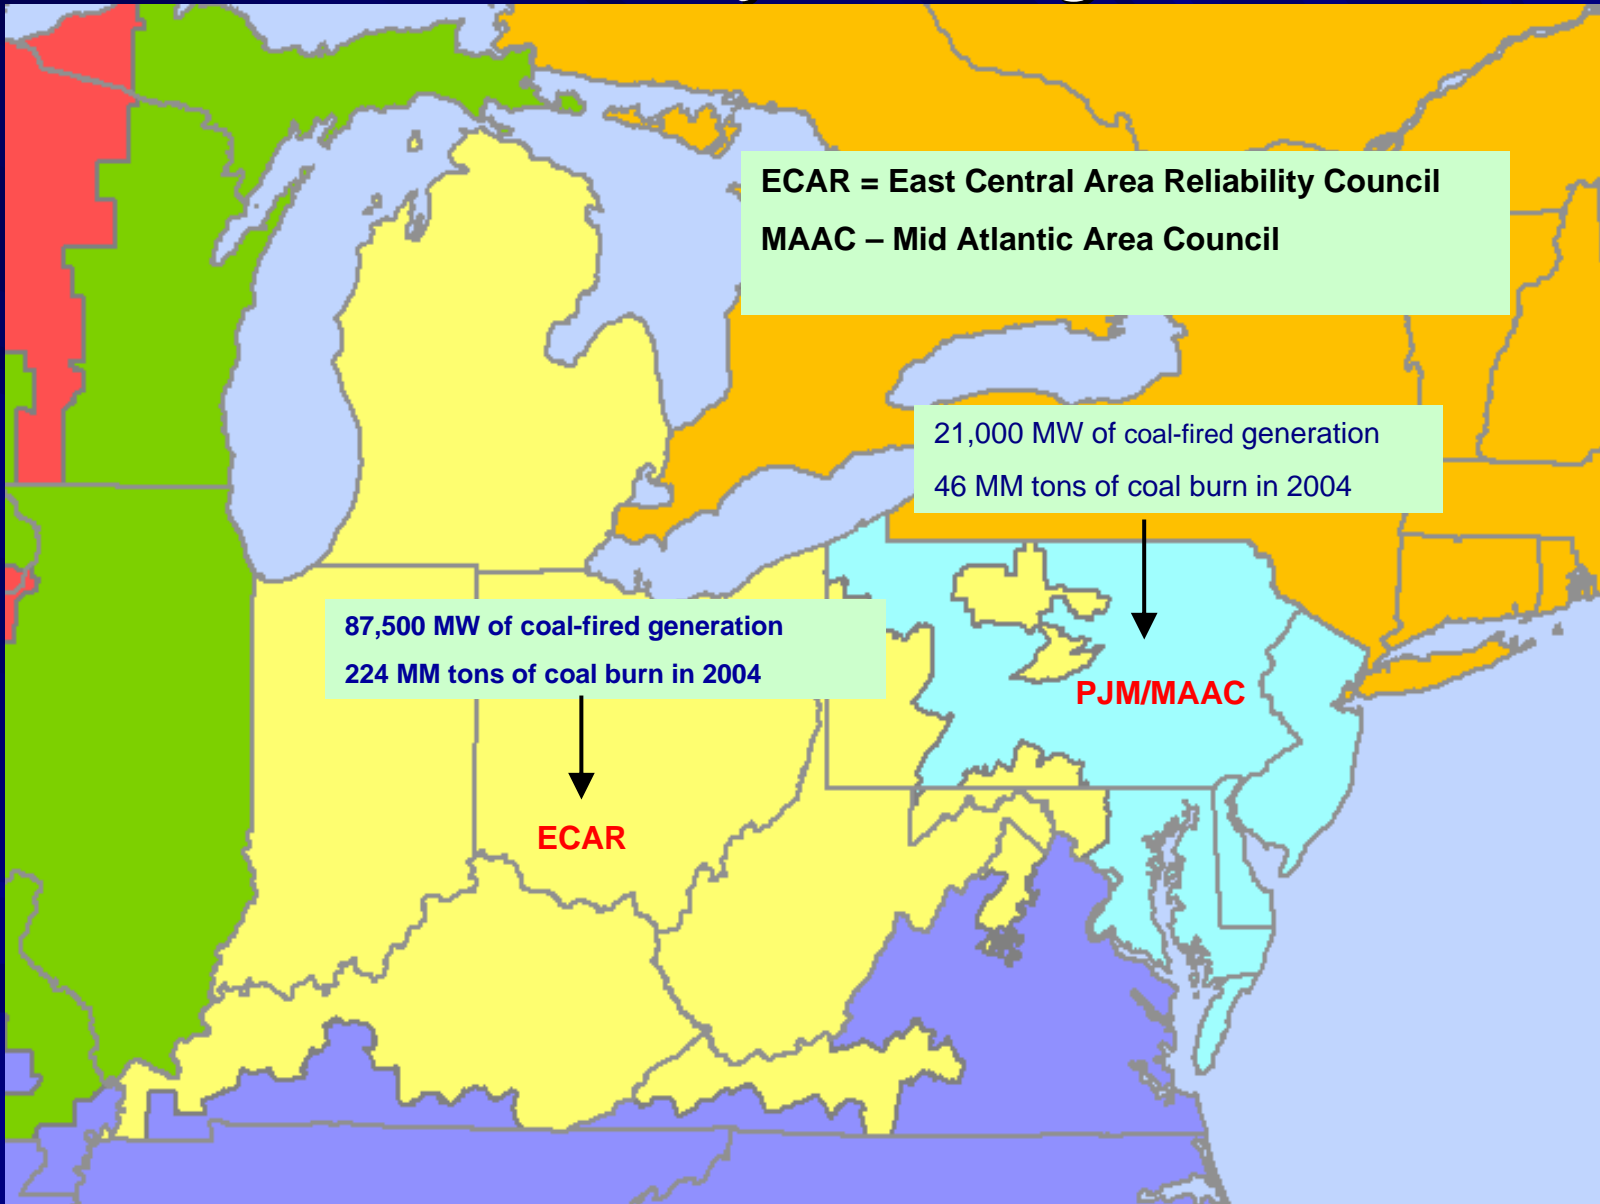 ECAR = East Central Area Reliability Council
MAAC – Mid Atlantic Area Council
21,000 MW of coal-fired generation
46 MM tons of coal burn in 2004
87,500 MW of coal-fired generation
224 MM tons of coal burn in 2004
PJM/MAAC
ECAR